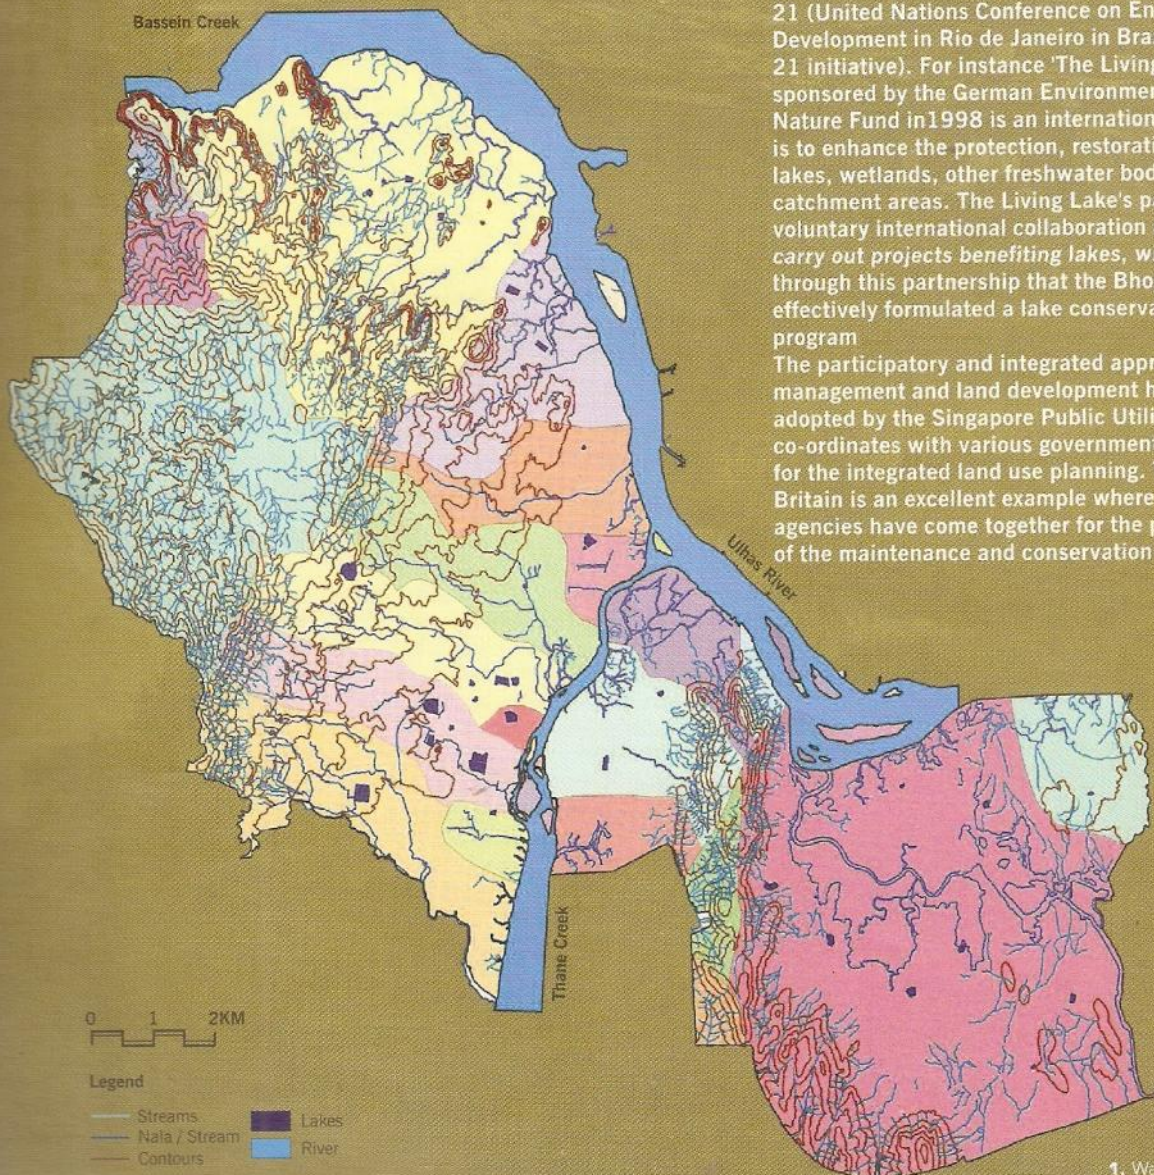 Bassein Creek
21 (United Nations Conference on En
Development in Rio de Janeiro in Bra
21 initiative). For instance 'The Living
sponsored by the German Environme
Nature Fund in1998 is an internation
is to enhance the protection, restorati
lakes, wetlands, other freshwater bod
catchment areas. The Living Lake's pa
voluntary international collaboration
carry out projects benefiting lakes, w
through this partnership that the Bho
effectively formulated a lake conserva
program
The participatory and integrated appr
management and land development h
adopted by the Singapore Public Utili
co-ordinates with various government
for the integrated land use planning.
Britain is an excellent example where
agencies have come together for the p
of the maintenance and conservation
Ulhas River
Thane Creek
0 1 2KM
Legend
Streams
Nala / Stream
Contours
Lakes
River
1: Wa